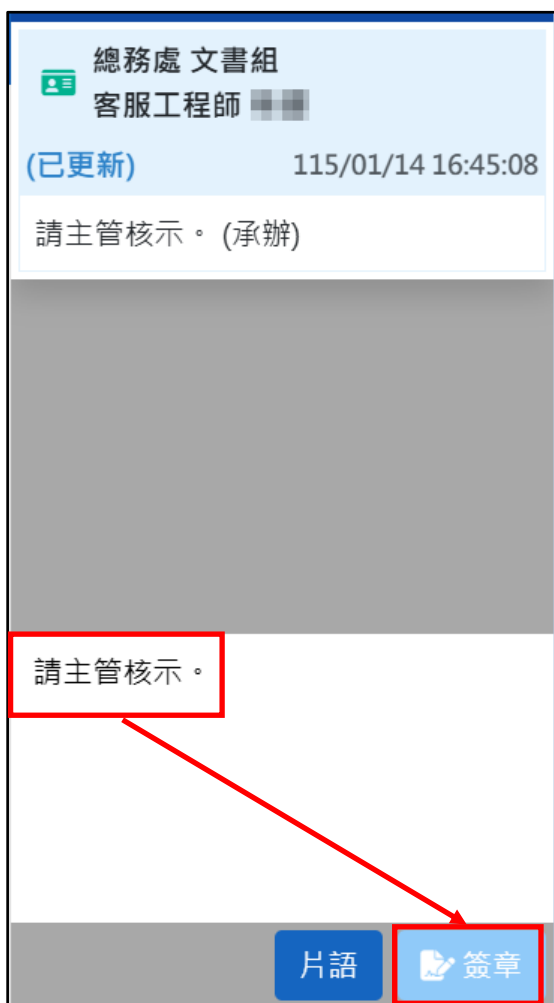 總務處 文書組
客服工程師
(已更新) 115/01/14 16:45:08
請主管核示。 (承辦)
請主管核示。
片語 簽章